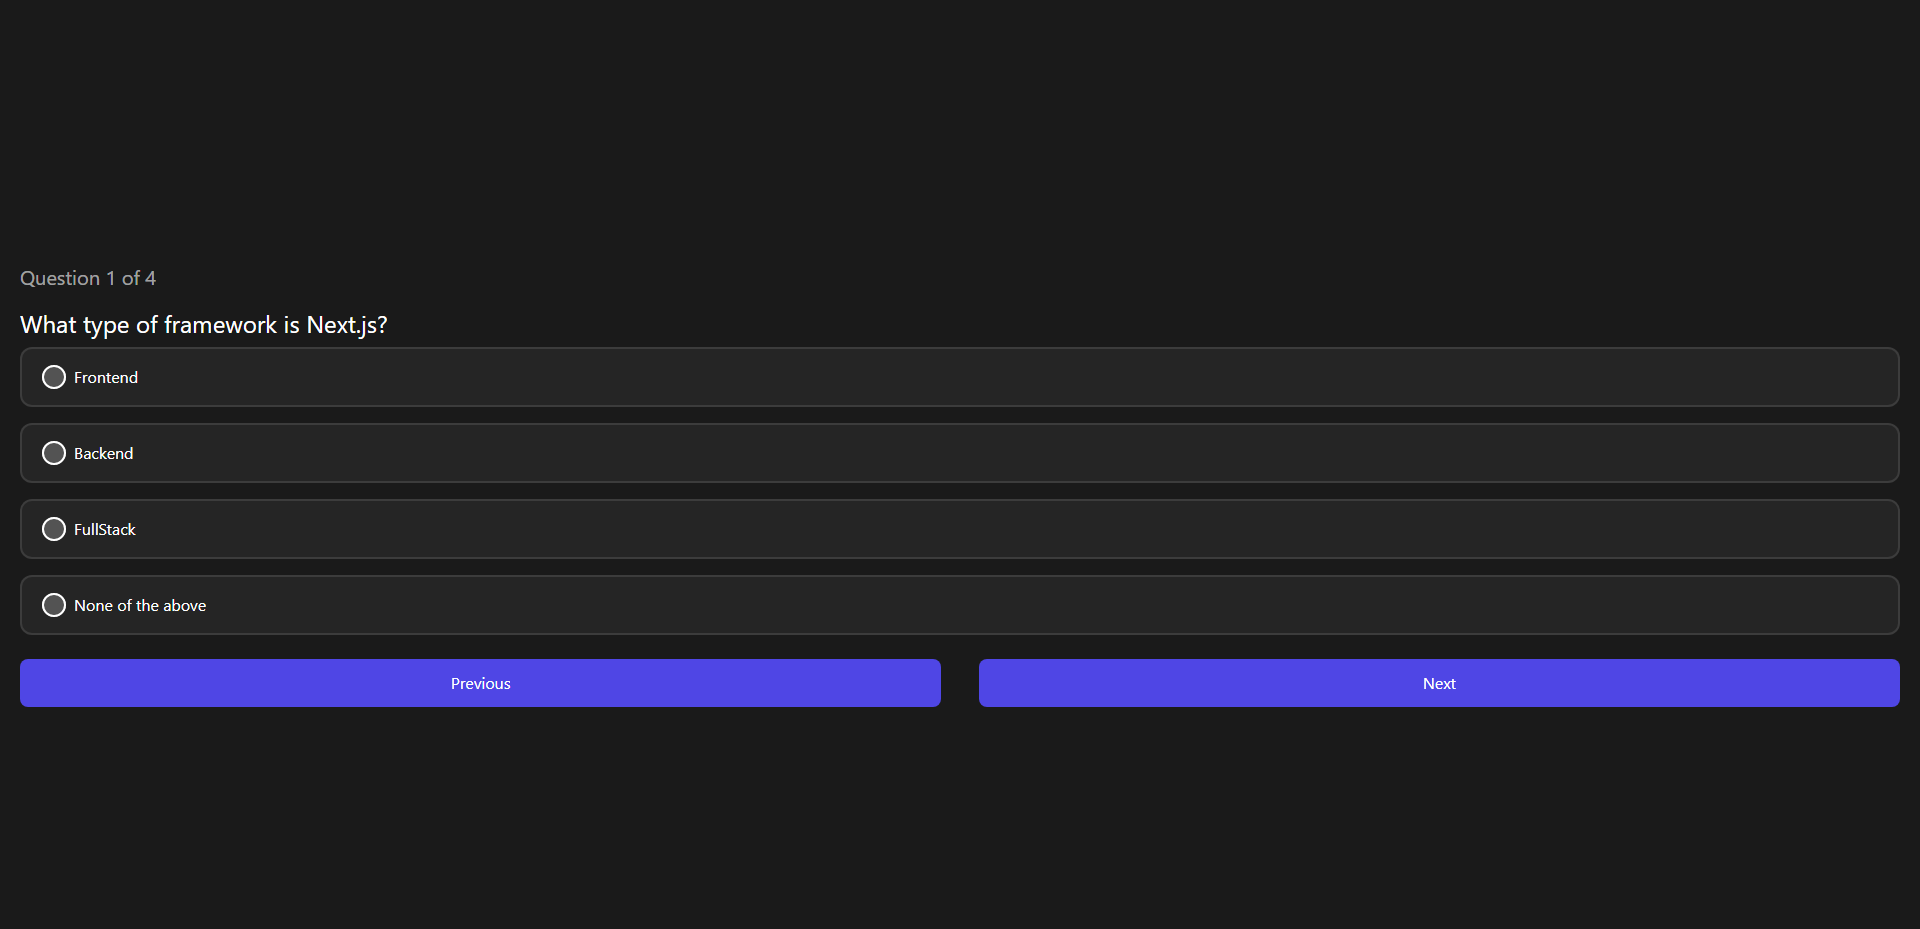 Question 1 of 4
What type of framework is Next.js?
Frontend
Backend
FullStack
None of the above
Previous
Next